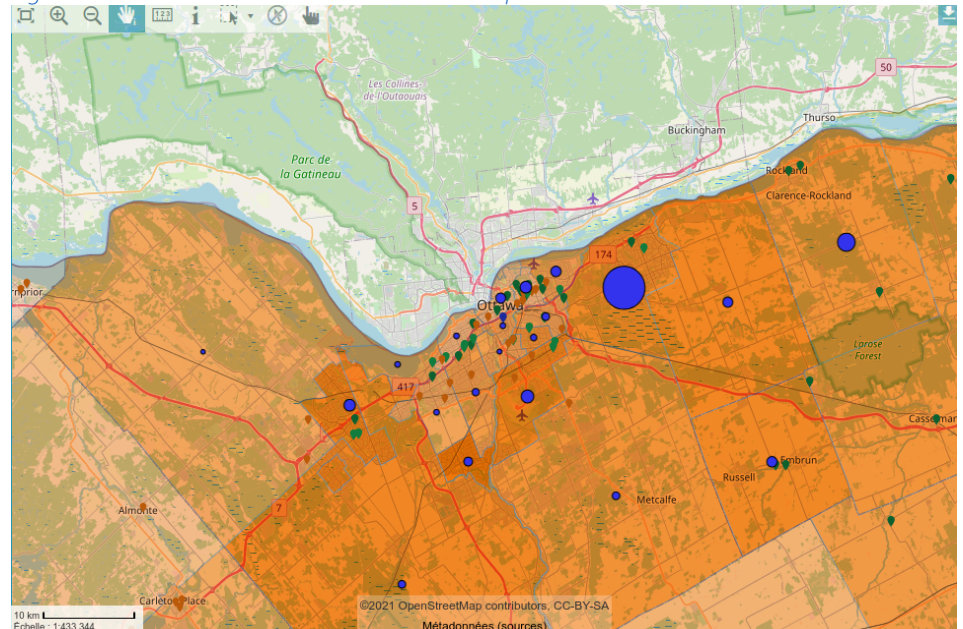 123
i
50
Les Collines-
de-l'Outaouais
Thurso
Buckingham
Parc de
la Gatineau
Rockland
5
Clarence-Rockland
174
Ottawa
Larose
Forest
417
Embrun
Russell
Metcalfe
7
Almonte
Carleton Place
©2021 OpenStreetMap contributors, CC-BY-SA
10 km
Échelle : 1:433 344
Métadonnées (sources)